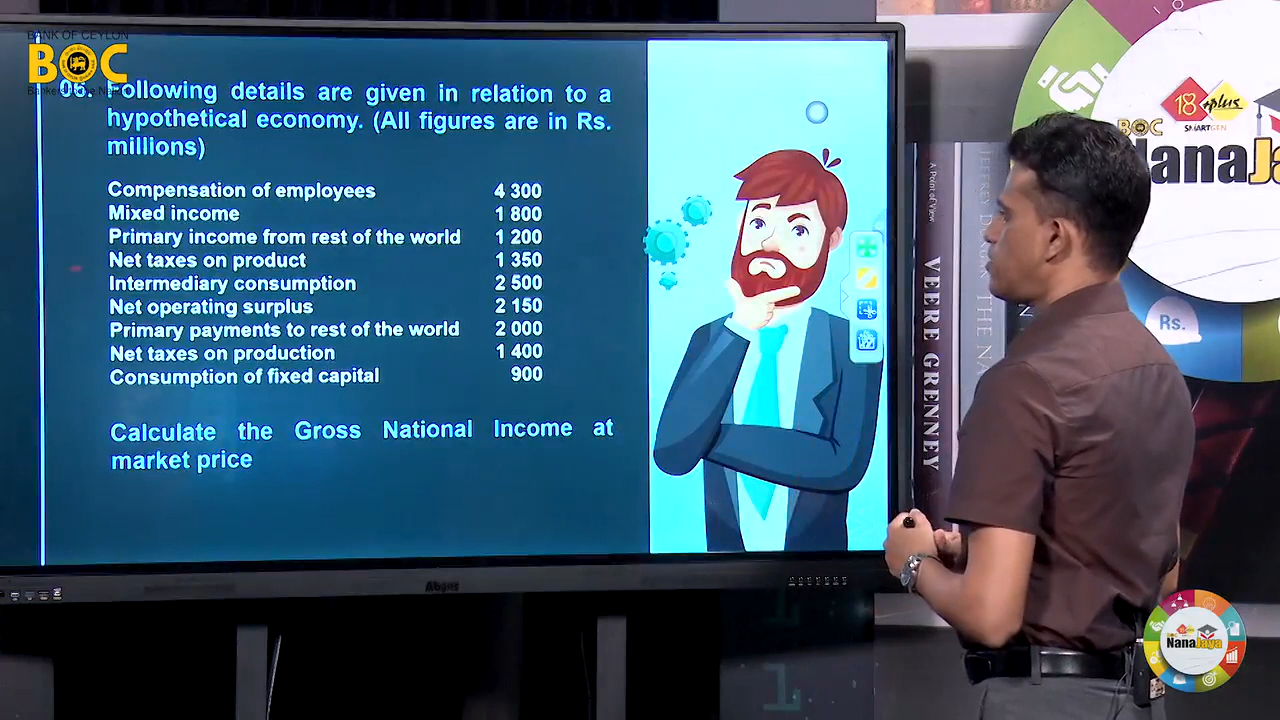 BANK OF CEYLON
BOC
06. Following details are given in relation to a
hypothetical economy. (All figures are in Rs.
millions)
Compensation of employees 4 300
Mixed income 1 800
Primary income from rest of the world 1 200
Net taxes on product 1 350
Intermediary consumption 2 500
Net operating surplus 2 150
Primary payments to rest of the world 2 000
Net taxes on production 1 400
Consumption of fixed capital 900
Calculate the Gross National Income at
market price
A Point of View
VEERE GRENNEY
18 +plus
SMARTGEN
BOC
Rs.
NanaJaya